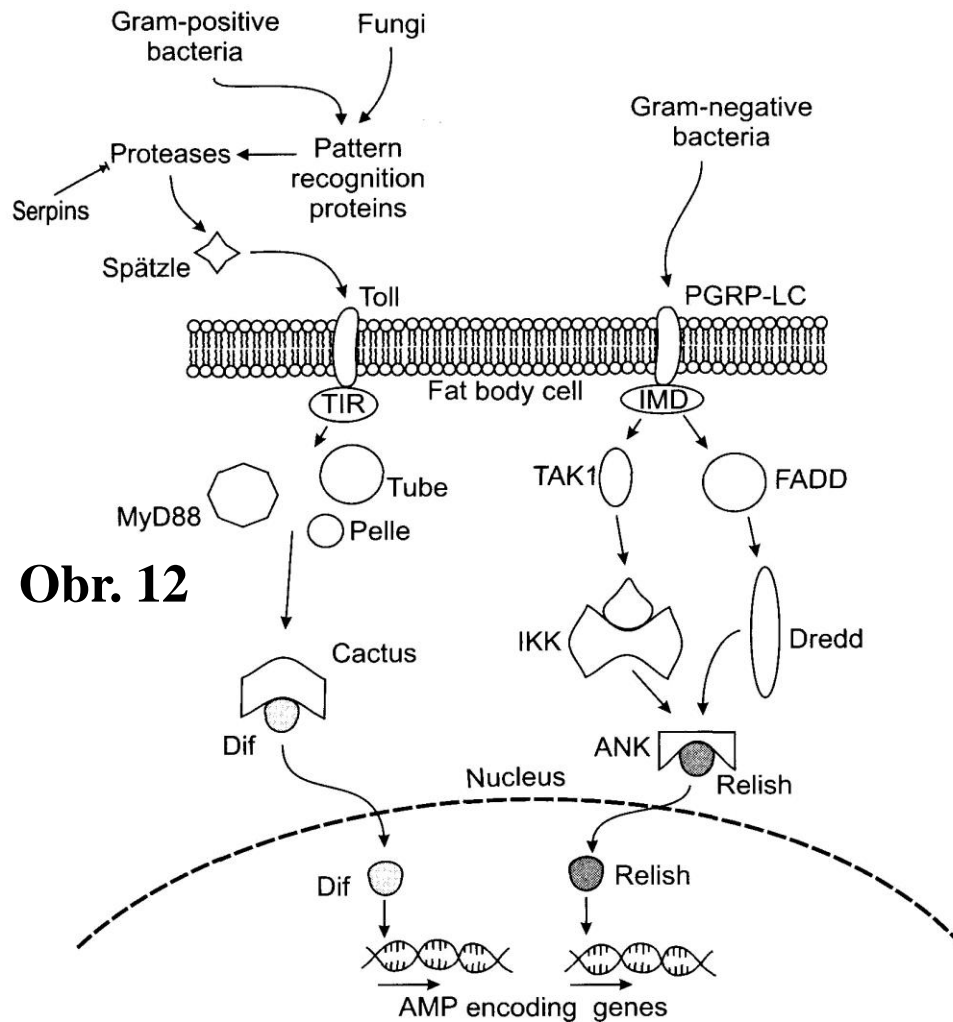 Gram-positive
bacteria
Fungi
Gram-negative
bacteria
Proteases
Pattern
recognition
proteins
Serpins
Spätzle
Toll
PGRP-LC
Fat body cell
TIR
IMD
MyD88
Tube
Pelle
TAK1
FADD
Obr. 12
Cactus
IKK
Dredd
Dif
ANK
Relish
Nucleus
Dif
Relish
AMP encoding genes